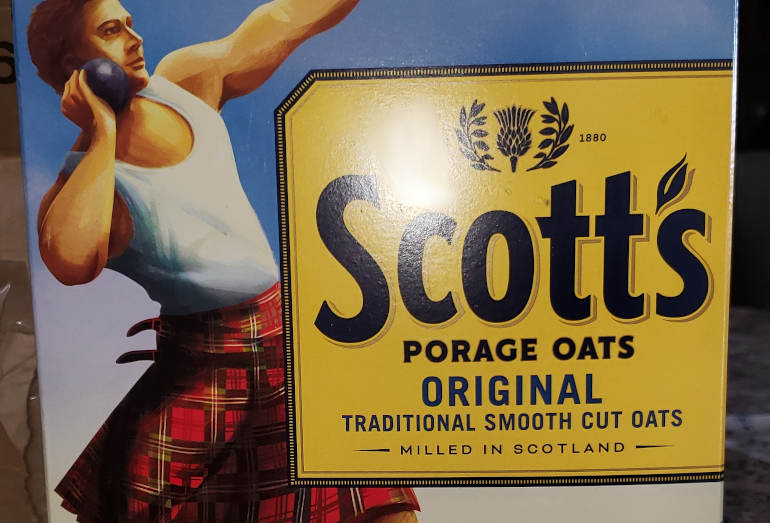 1880
Scott's
PORAGE OATS
ORIGINAL
TRADITIONAL SMOOTH CUT OATS
MILLED IN SCOTLAND